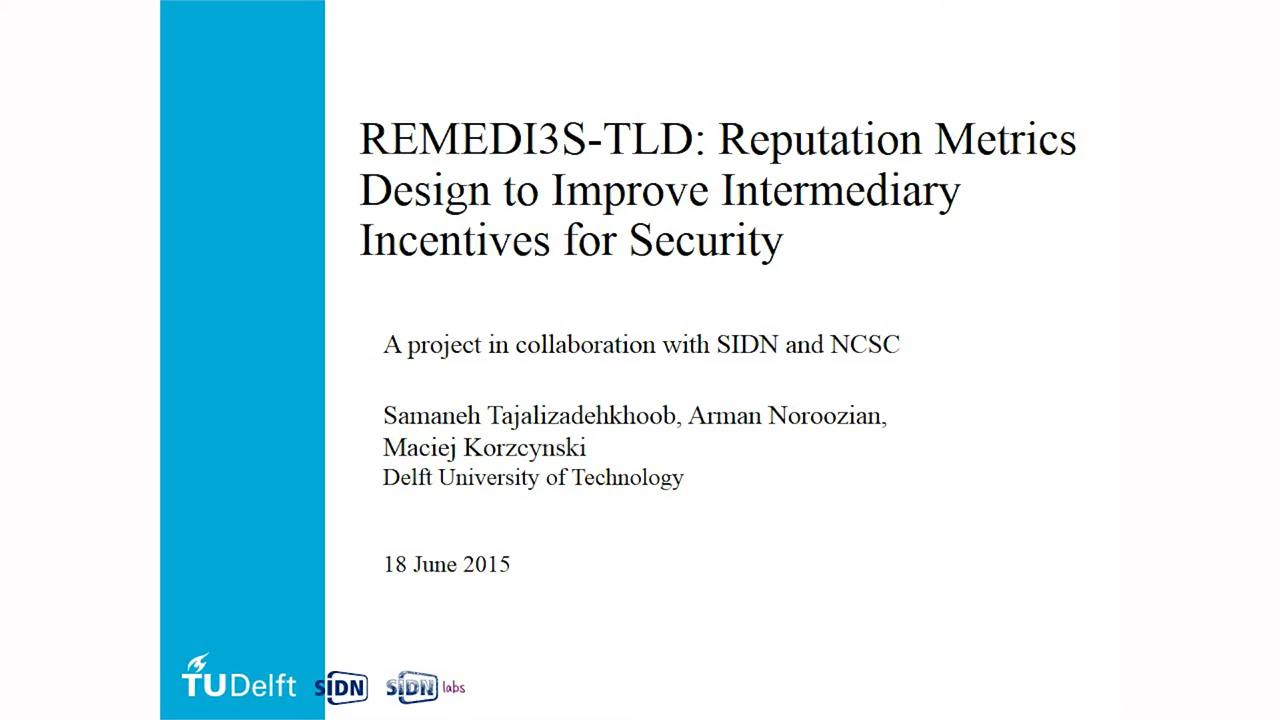 REMEDI3S-TLD: Reputation Metrics
Design to Improve Intermediary
Incentives for Security
A project in collaboration with SIDN and NCSC
Samaneh Tajalizadehkhoob, Arman Noroozian,
Maciej Korzcynski
Delft University of Technology
18 June 2015
TUDelft SIDN SIDN labs